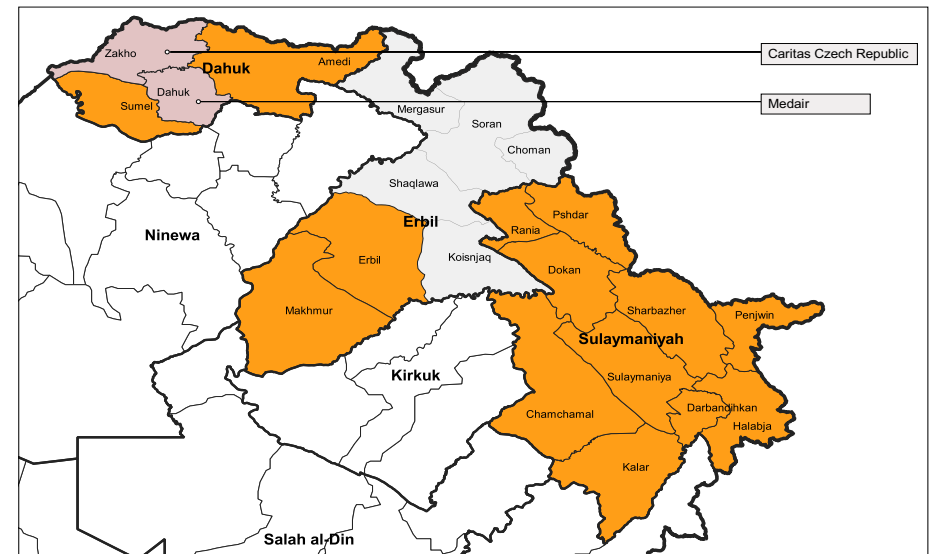 Zakho
Caritas Czech Republic
Amedi
Dahuk
Dahuk
Medair
Sumel
Mergasur
Soran
Choman
Shaqlawa
Pshdar
Erbil
Rania
Ninewa
Erbil
Koisnjaq
Dokan
Makhmur
Sharbazher
Penjwin
Sulaymaniyah
Kirkuk
Sulaymaniya
Darbandihkan
Chamchamal
Halabja
Kalar
Salah al-Din